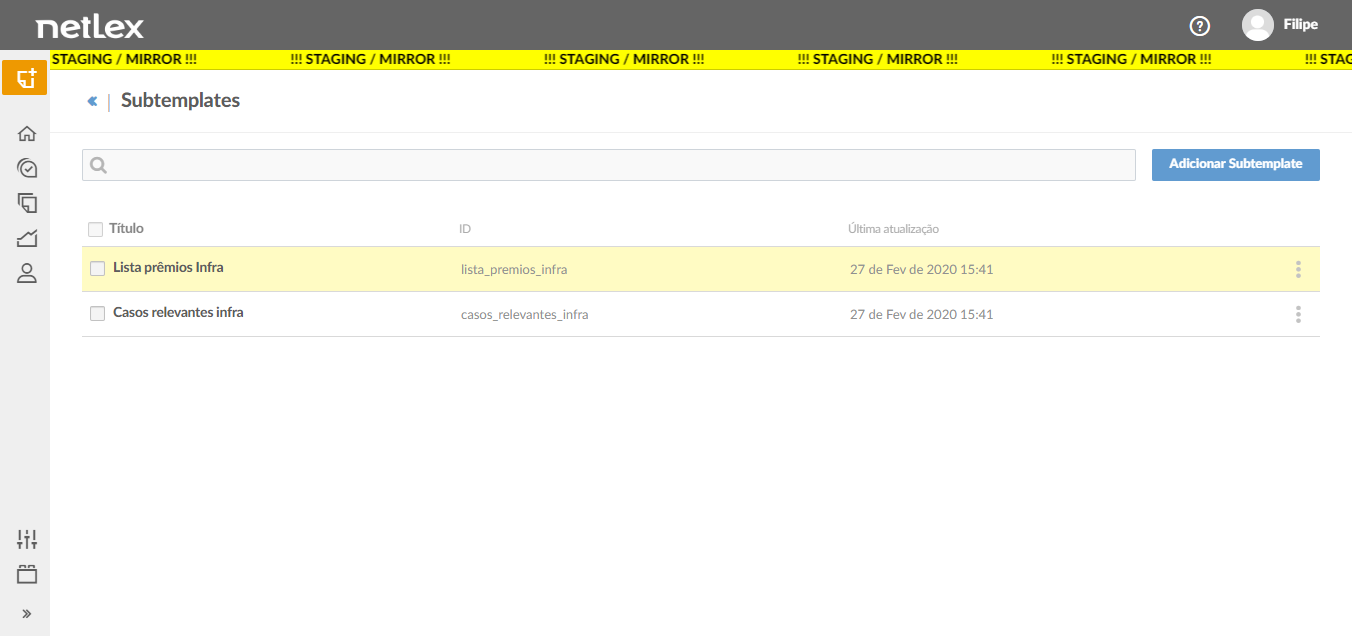 netlex
Filipe
STAGING / MIRROR !!! !!! STAGING / MIRROR !!! !!! STAGING / MIRROR !!! !!! STAGING / MIRROR !!! !!! STAGING / MIRROR !!! !!! STAG
Subtemplates
Adicionar Subtemplate
Título ID Última atualização
Lista prêmios Infra lista_premios_infra 27 de Fev de 2020 15:41
Casos relevantes infra casos_relevantes_infra 27 de Fev de 2020 15:41